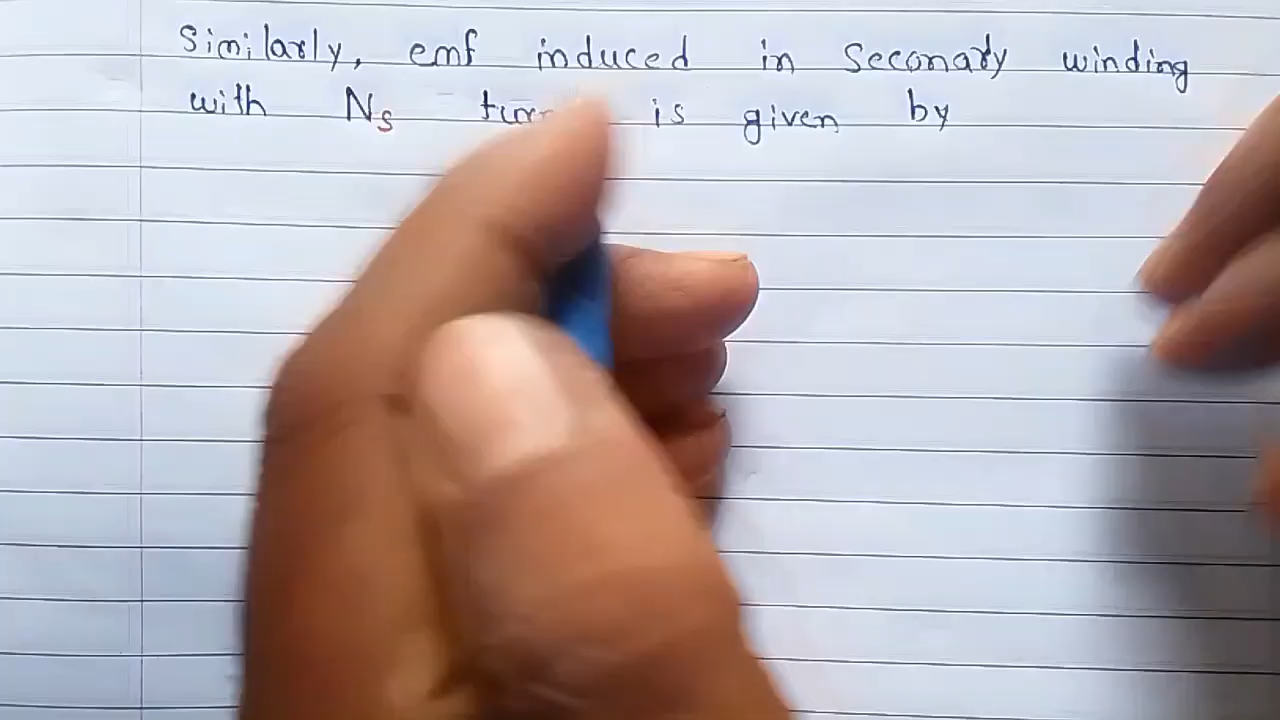 Similarly, emf induced in Seconary winding
with Ns is given by